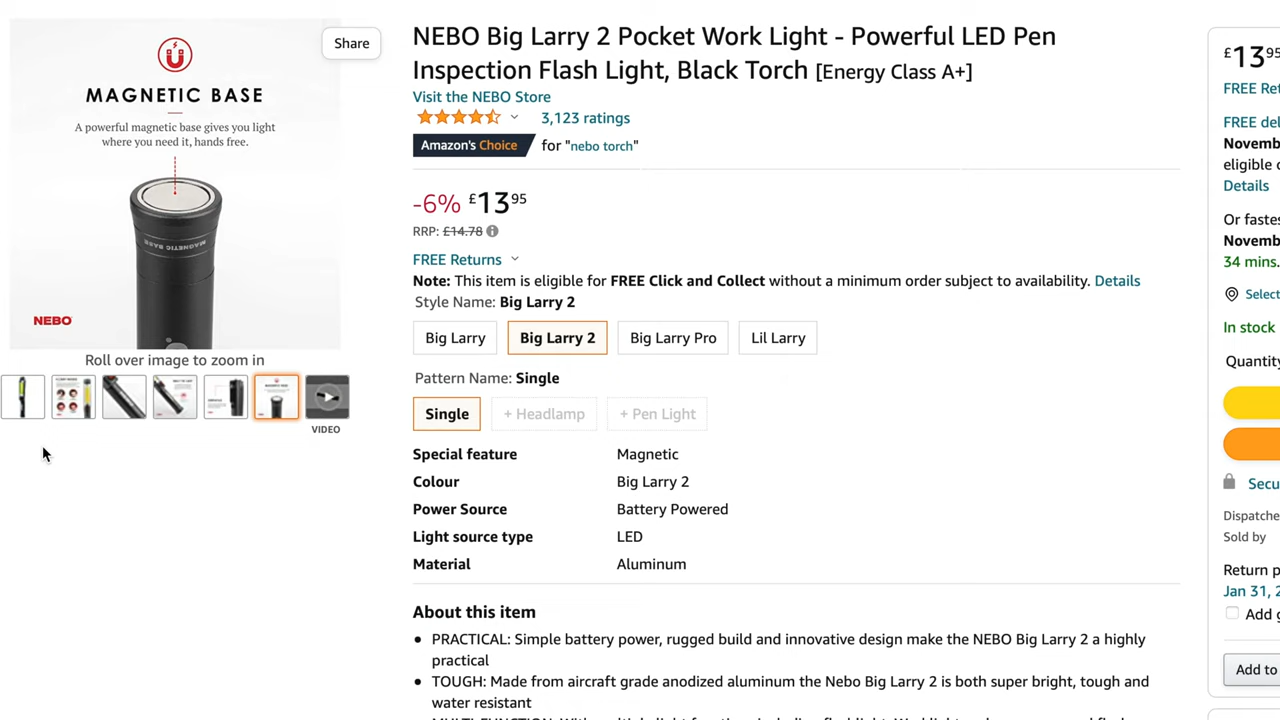 MAGNETIC BASE
A powerful magnetic base gives you light
where you need it, hands free.
MAGNETIC BASE
NEBO
Share
Roll over image to zoom in
VIDEO
NEBO Big Larry 2 Pocket Work Light - Powerful LED Pen
Inspection Flash Light, Black Torch [Energy Class A+]
Visit the NEBO Store
3,123 ratings
Amazon's Choice for "nebo torch"
-6% £13 95
RRP: £14.78
FREE Returns
Note: This item is eligible for FREE Click and Collect without a minimum order subject to availability. Details
Style Name: Big Larry 2
Big Larry Big Larry 2 Big Larry Pro Lil Larry
Pattern Name: Single
Single + Headlamp + Pen Light
Special feature Magnetic
Colour Big Larry 2
Power Source Battery Powered
Light source type LED
Material Aluminum
About this item
• PRACTICAL: Simple battery power, rugged build and innovative design make the NEBO Big Larry 2 a highly
practical
• TOUGH: Made from aircraft grade anodized aluminum the Nebo Big Larry 2 is both super bright, tough and
water resistant
£13 95
FREE Ret
FREE del
Novemb
eligible c
Details
Or fastes
Novemb
34 mins.
Select
In stock
Quantity
Secu
Dispatche
Sold by
Return p
Jan 31, 2
Add g
Add to